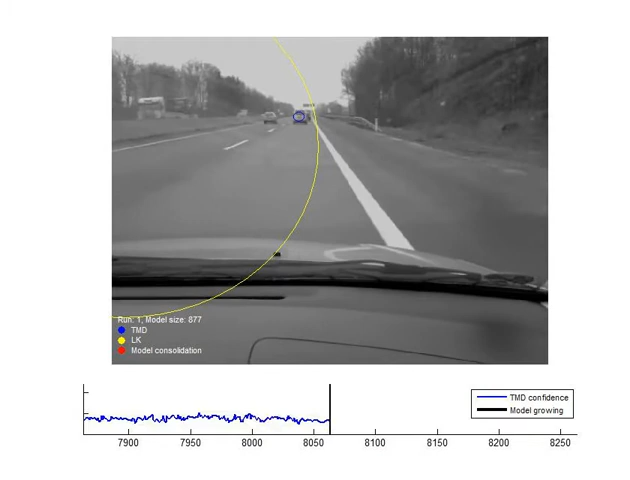 Run: 1, Model size: 877
TMD
LK
Model consolidation
TMD confidence
Model growing
7900 7950 8000 8050 8100 8150 8200 8250